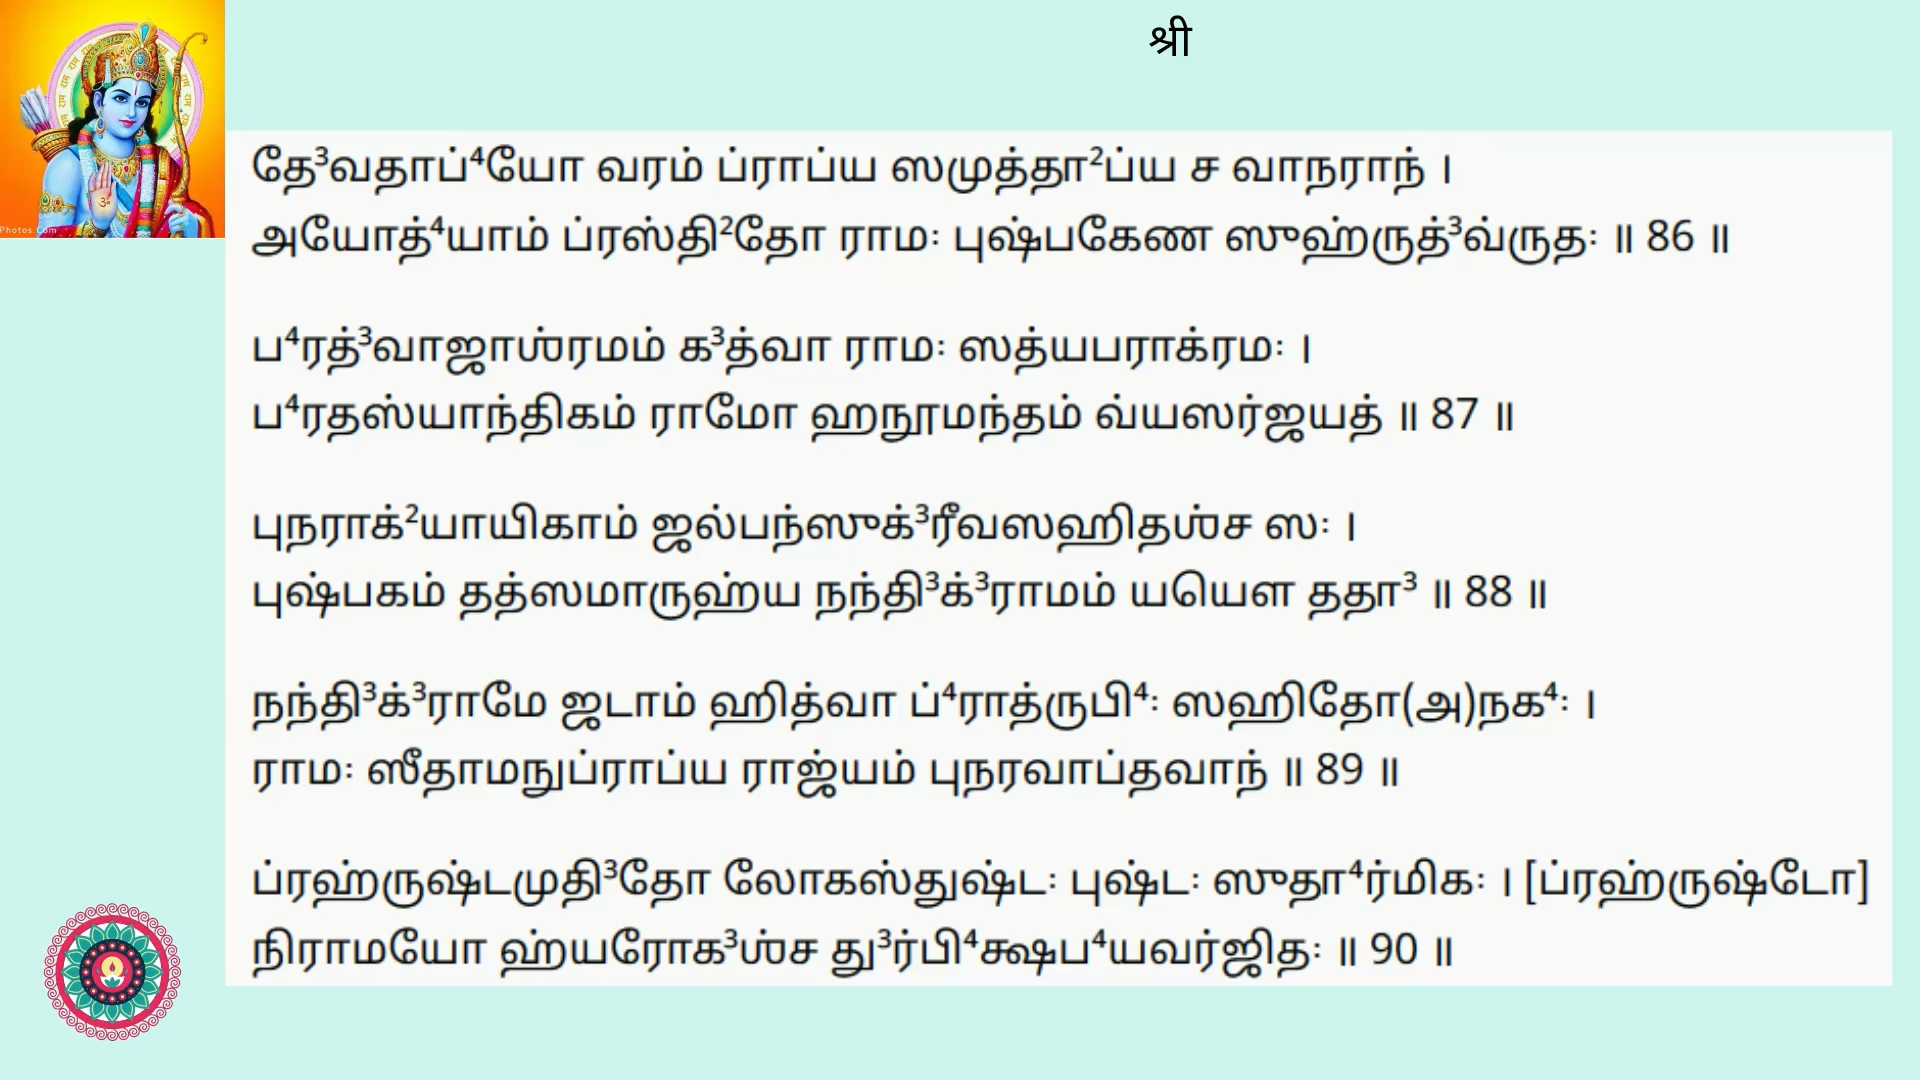 श्री
தே³வதாப்⁴யோ வரம் ப்ராப்ய ஸமுத்தா²ப்ய ச வாநராந் ।
அயோத்⁴யாம் ப்ரஸ்தி²தோ ராம꞉ புஷ்பகேண ஸுஹ்ருத்³வ்ருத꞉ ॥ 86 ॥
ப⁴ரத்³வாஜாஶ்ரமம் க³த்வா ராம꞉ ஸத்யபராக்ரம꞉ ।
ப⁴ரதஸ்யாந்திகம் ராமோ ஹநூமந்தம் வ்யஸர்ஜயத் ॥ 87 ॥
புநராக்²யாயிகாம் ஜல்பந்ஸுக்³ரீவஸஹிதஶ்ச ஸ꞉ ।
புஷ்பகம் தத்ஸமாருஹ்ய நந்தி³க்³ராமம் யயௌ ததா³ ॥ 88 ॥
நந்தி³க்³ராமே ஜடாம் ஹித்வா ப்⁴ராத்ருபி⁴꞉ ஸஹிதோ(அ)நக⁴꞉ ।
ராம꞉ ஸீதாமநுப்ராப்ய ராஜ்யம் புநரவாப்தவாந் ॥ 89 ॥
ப்ரஹ்ருஷ்டமுதி³தோ லோகஸ்துஷ்ட꞉ புஷ்ட꞉ ஸுதா⁴ர்மிக꞉ । [ப்ரஹ்ருஷ்டோ]
நிராமயோ ஹ்யரோக³ஶ்ச து³ர்பி⁴க்ஷப⁴யவர்ஜித꞉ ॥ 90 ॥
Photos.Com